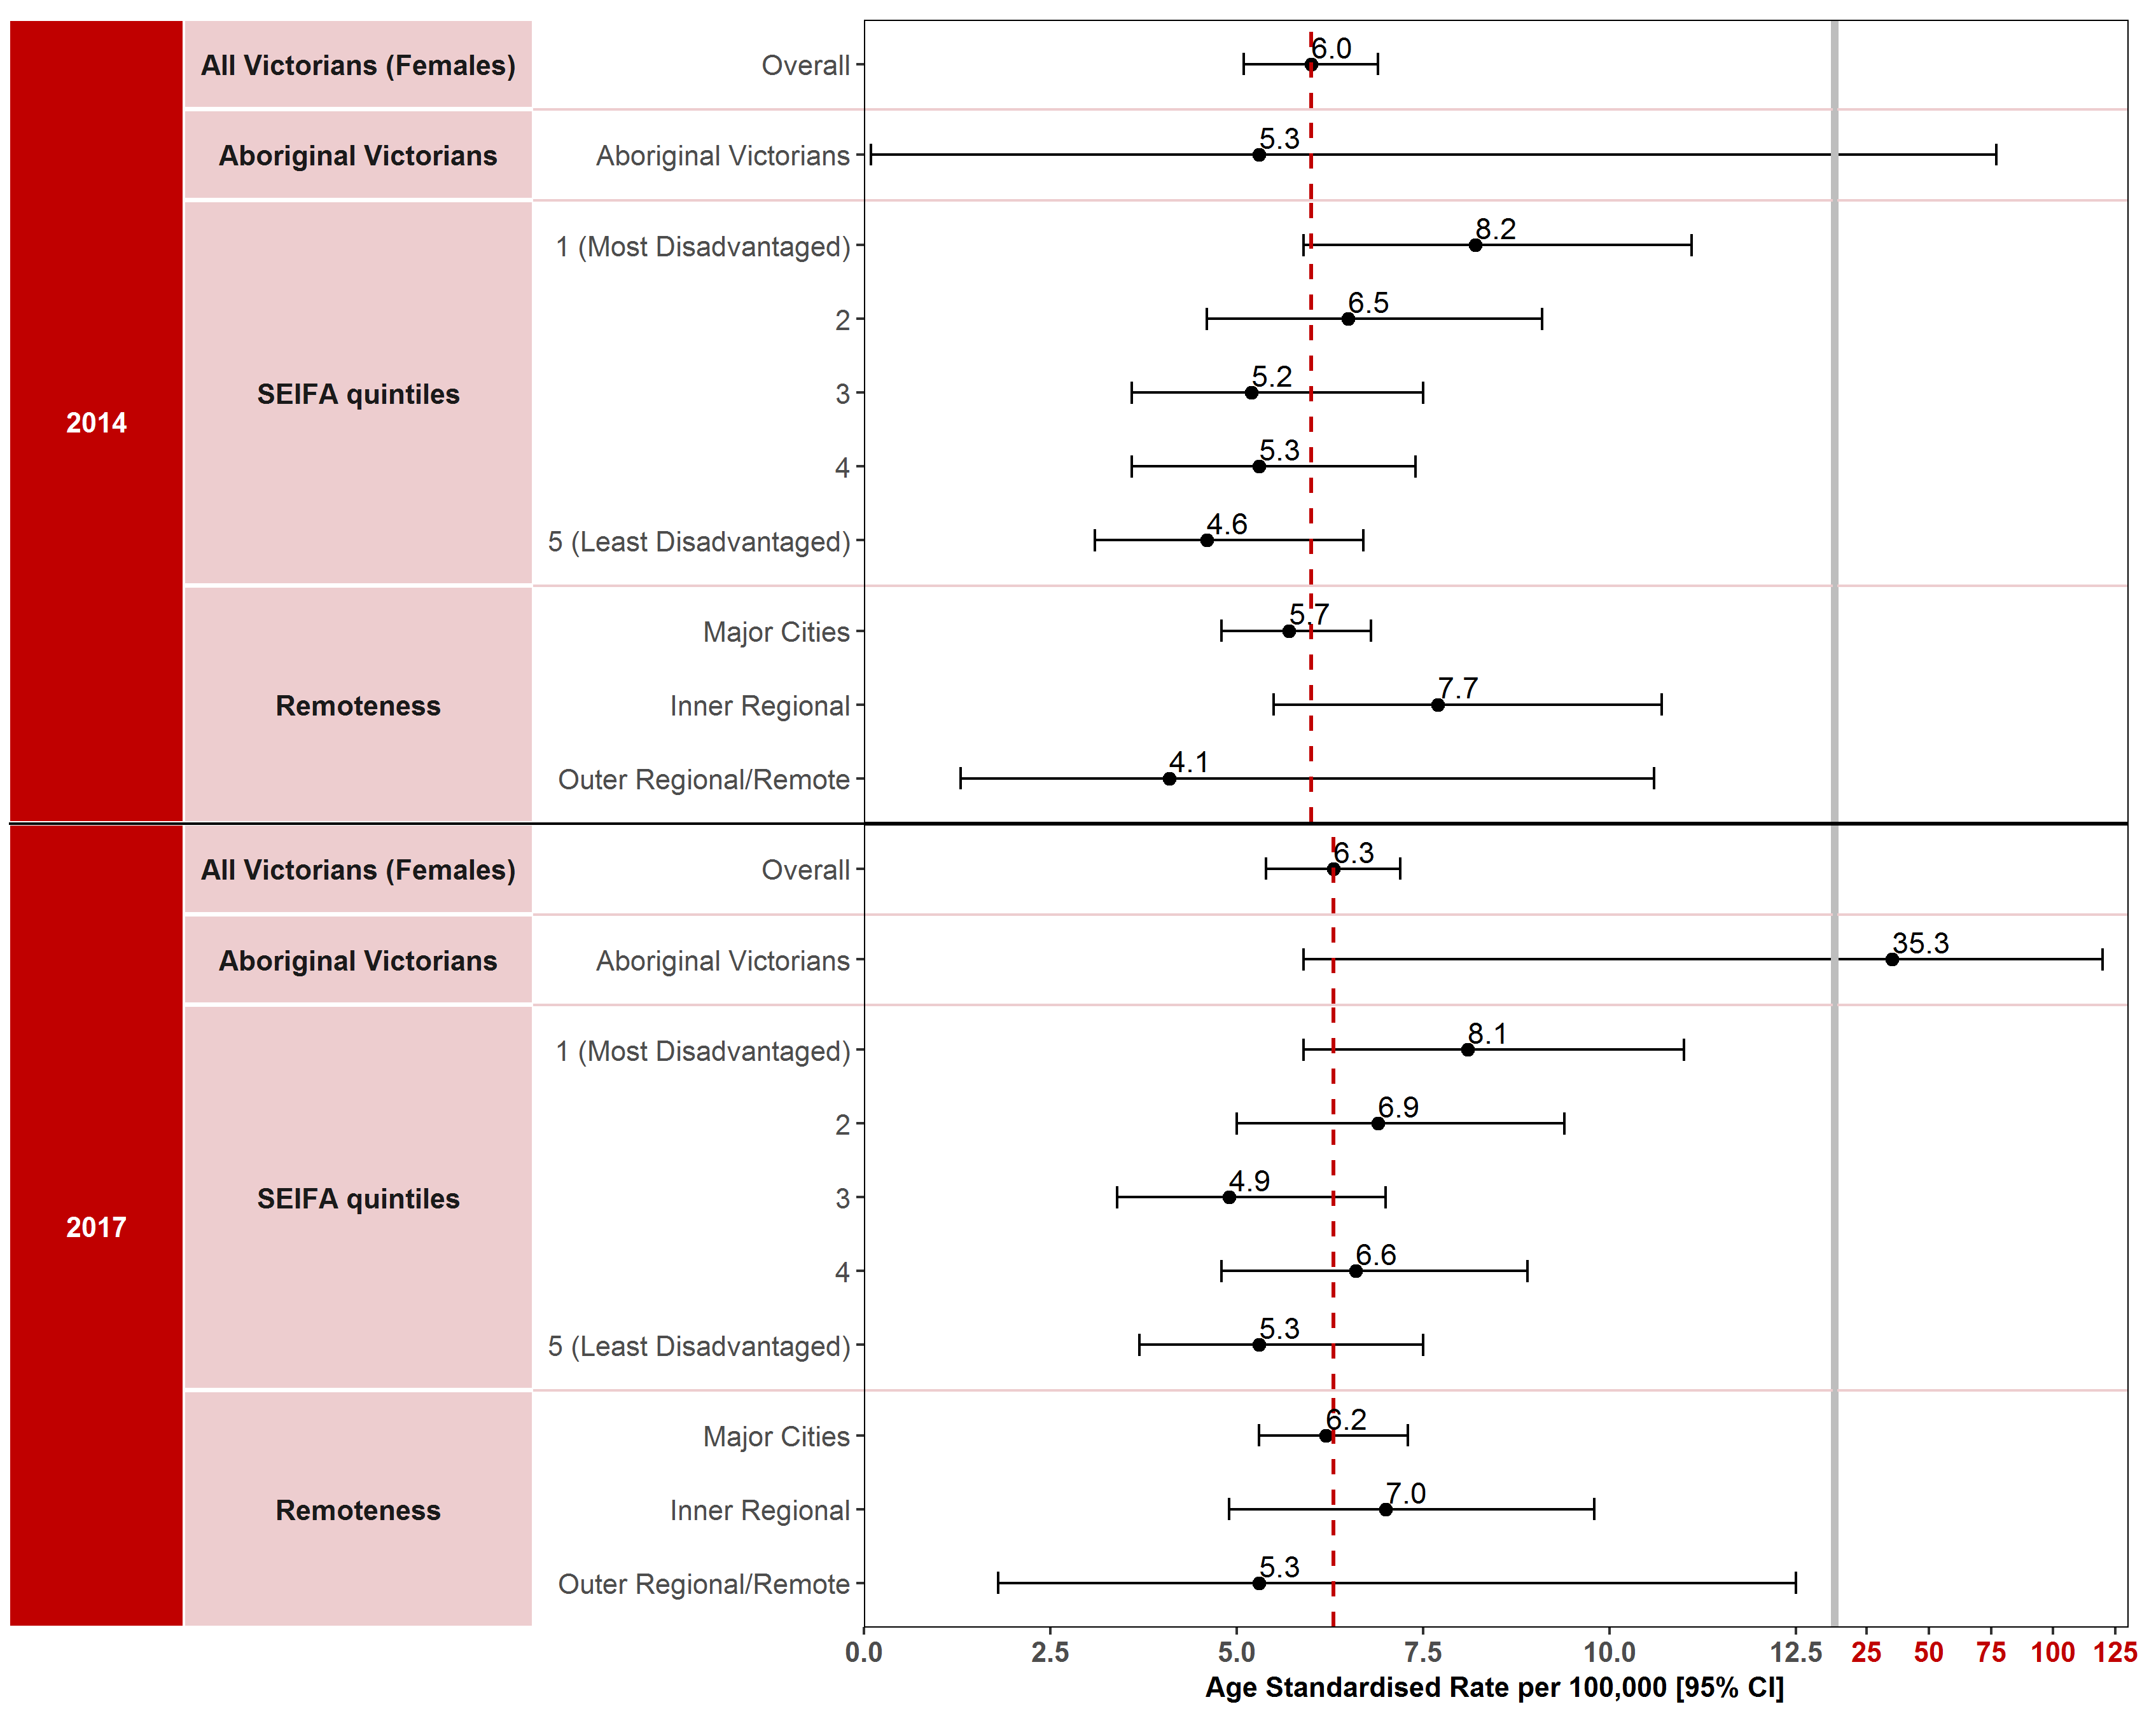 2014
All Victorians (Females)
Overall
6.0
Aboriginal Victorians
Aboriginal Victorians
5.3
SEIFA quintiles
1 (Most Disadvantaged)
8.2
2
6.5
3
5.2
4
5.3
5 (Least Disadvantaged)
4.6
Remoteness
Major Cities
5.7
Inner Regional
7.7
Outer Regional/Remote
4.1
2017
All Victorians (Females)
Overall
6.3
Aboriginal Victorians
Aboriginal Victorians
35.3
SEIFA quintiles
1 (Most Disadvantaged)
8.1
2
6.9
3
4.9
4
6.6
5 (Least Disadvantaged)
5.3
Remoteness
Major Cities
6.2
Inner Regional
7.0
Outer Regional/Remote
5.3
0.0 2.5 5.0 7.5 10.0 12.5 25 50 75 100 125
Age Standardised Rate per 100,000 [95% CI]